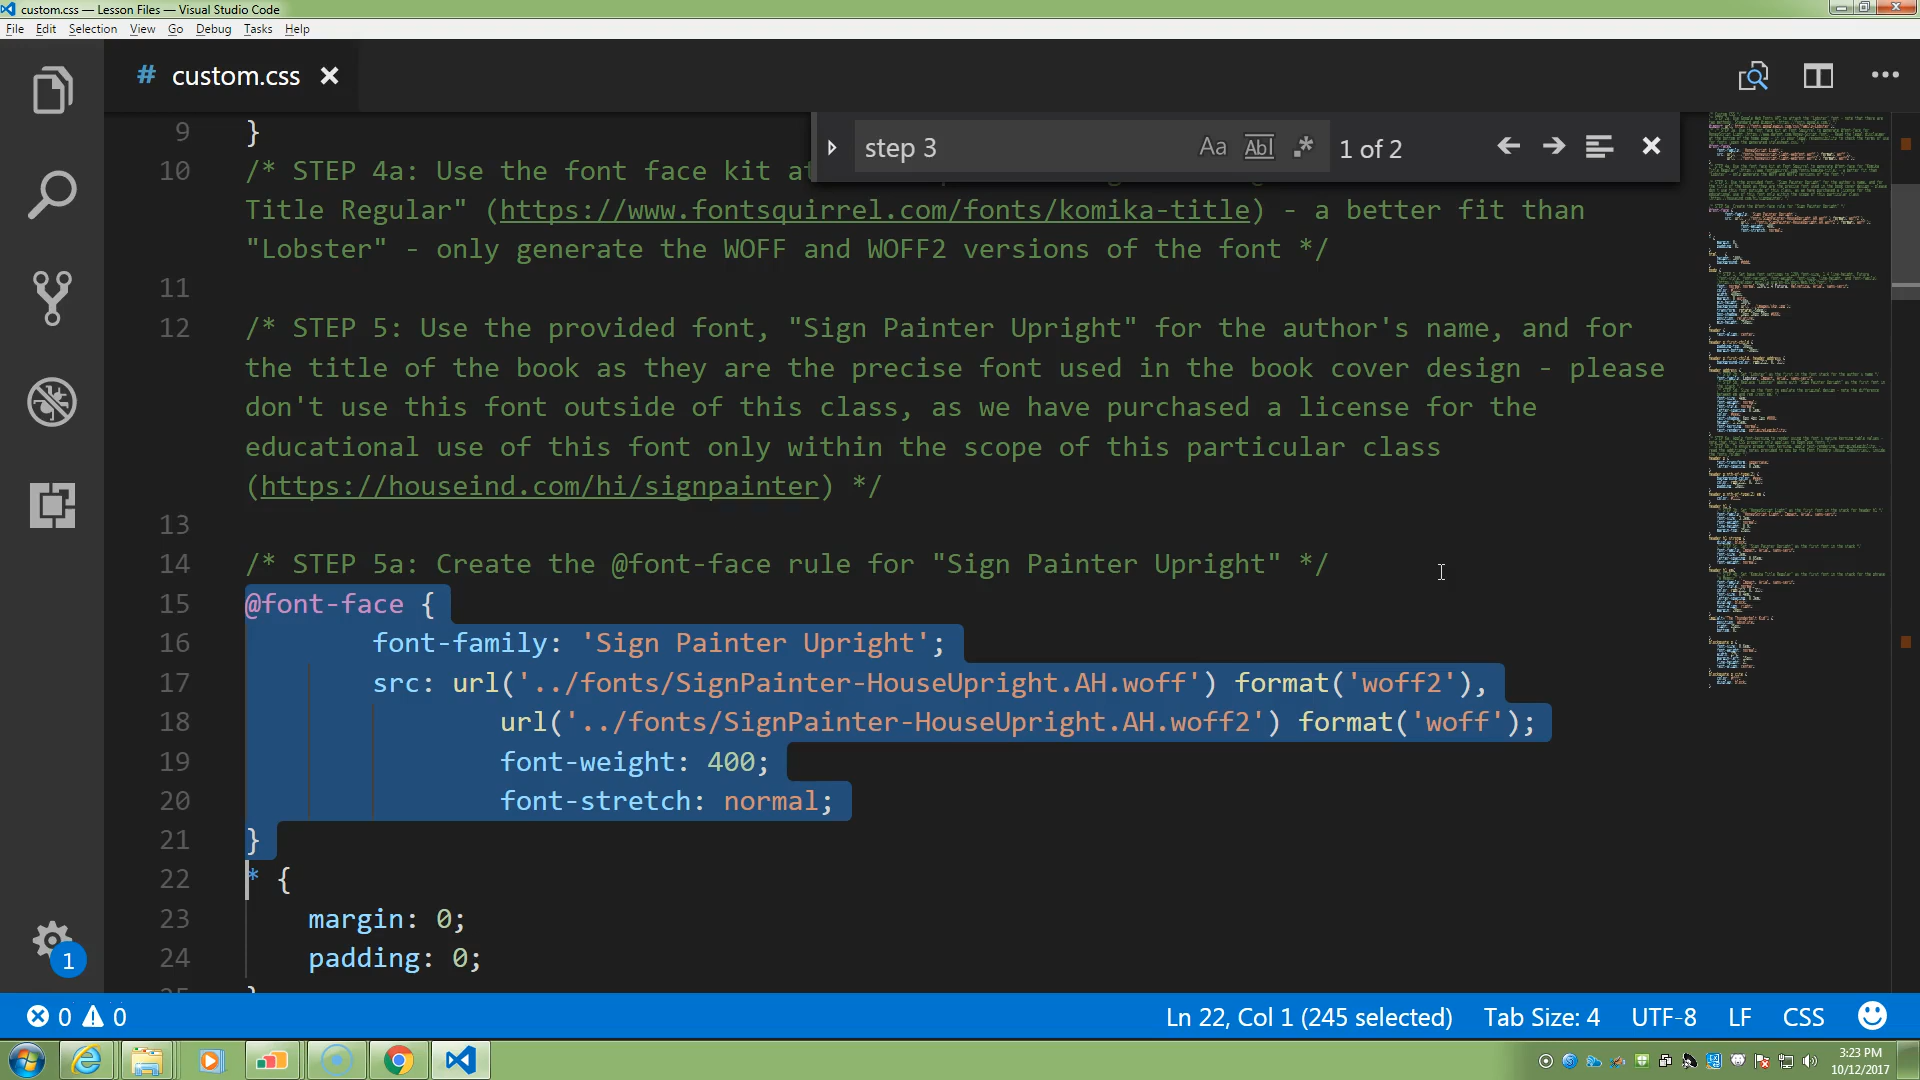 custom.css — Lesson Files — Visual Studio Code
File Edit Selection View Go Debug Tasks Help
# custom.css
step 3 Aa Abl .* 1 of 2
9 }
10 /* STEP 4a: Use the font face kit at
Title Regular" (https://www.fontsquirrel.com/fonts/komika-title) - a better fit than
"Lobster" - only generate the WOFF and WOFF2 versions of the font */
11
12 /* STEP 5: Use the provided font, "Sign Painter Upright" for the author's name, and for
the title of the book as they are the precise font used in the book cover design - please
don't use this font outside of this class, as we have purchased a license for the
educational use of this font only within the scope of this particular class
(https://houseind.com/hi/signpainter) */
13
14 /* STEP 5a: Create the @font-face rule for "Sign Painter Upright" */
15 @font-face {
16 font-family: 'Sign Painter Upright';
17 src: url('../fonts/SignPainter-HouseUpright.AH.woff') format('woff2'),
18 url('../fonts/SignPainter-HouseUpright.AH.woff2') format('woff');
19 font-weight: 400;
20 font-stretch: normal;
21 }
22 * {
23 margin: 0;
24 padding: 0;
1
0 0 Ln 22, Col 1 (245 selected) Tab Size: 4 UTF-8 LF CSS
3:23 PM
10/12/2017